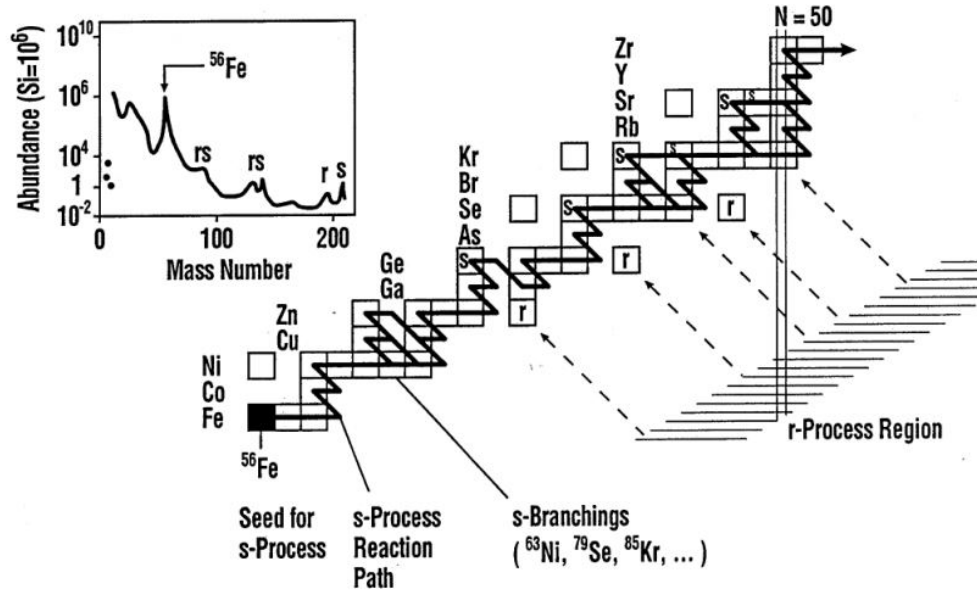 Abundance (Si=10⁶)
10¹⁰
10⁶
10⁴
1
10⁻²
⁵⁶Fe
rs
rs
r s
0
100
200
Mass Number
N = 50
Zr
Y
Sr
Rb
Kr
Br
Se
As
Ge
Ga
Zn
Cu
Ni
Co
Fe
s
s
s
s
s
s
r
r
r
⁵⁶Fe
r-Process Region
Seed for
s-Process
s-Process
Reaction
Path
s-Branchings
( ⁶³Ni, ⁷⁹Se, ⁸⁵Kr, ... )